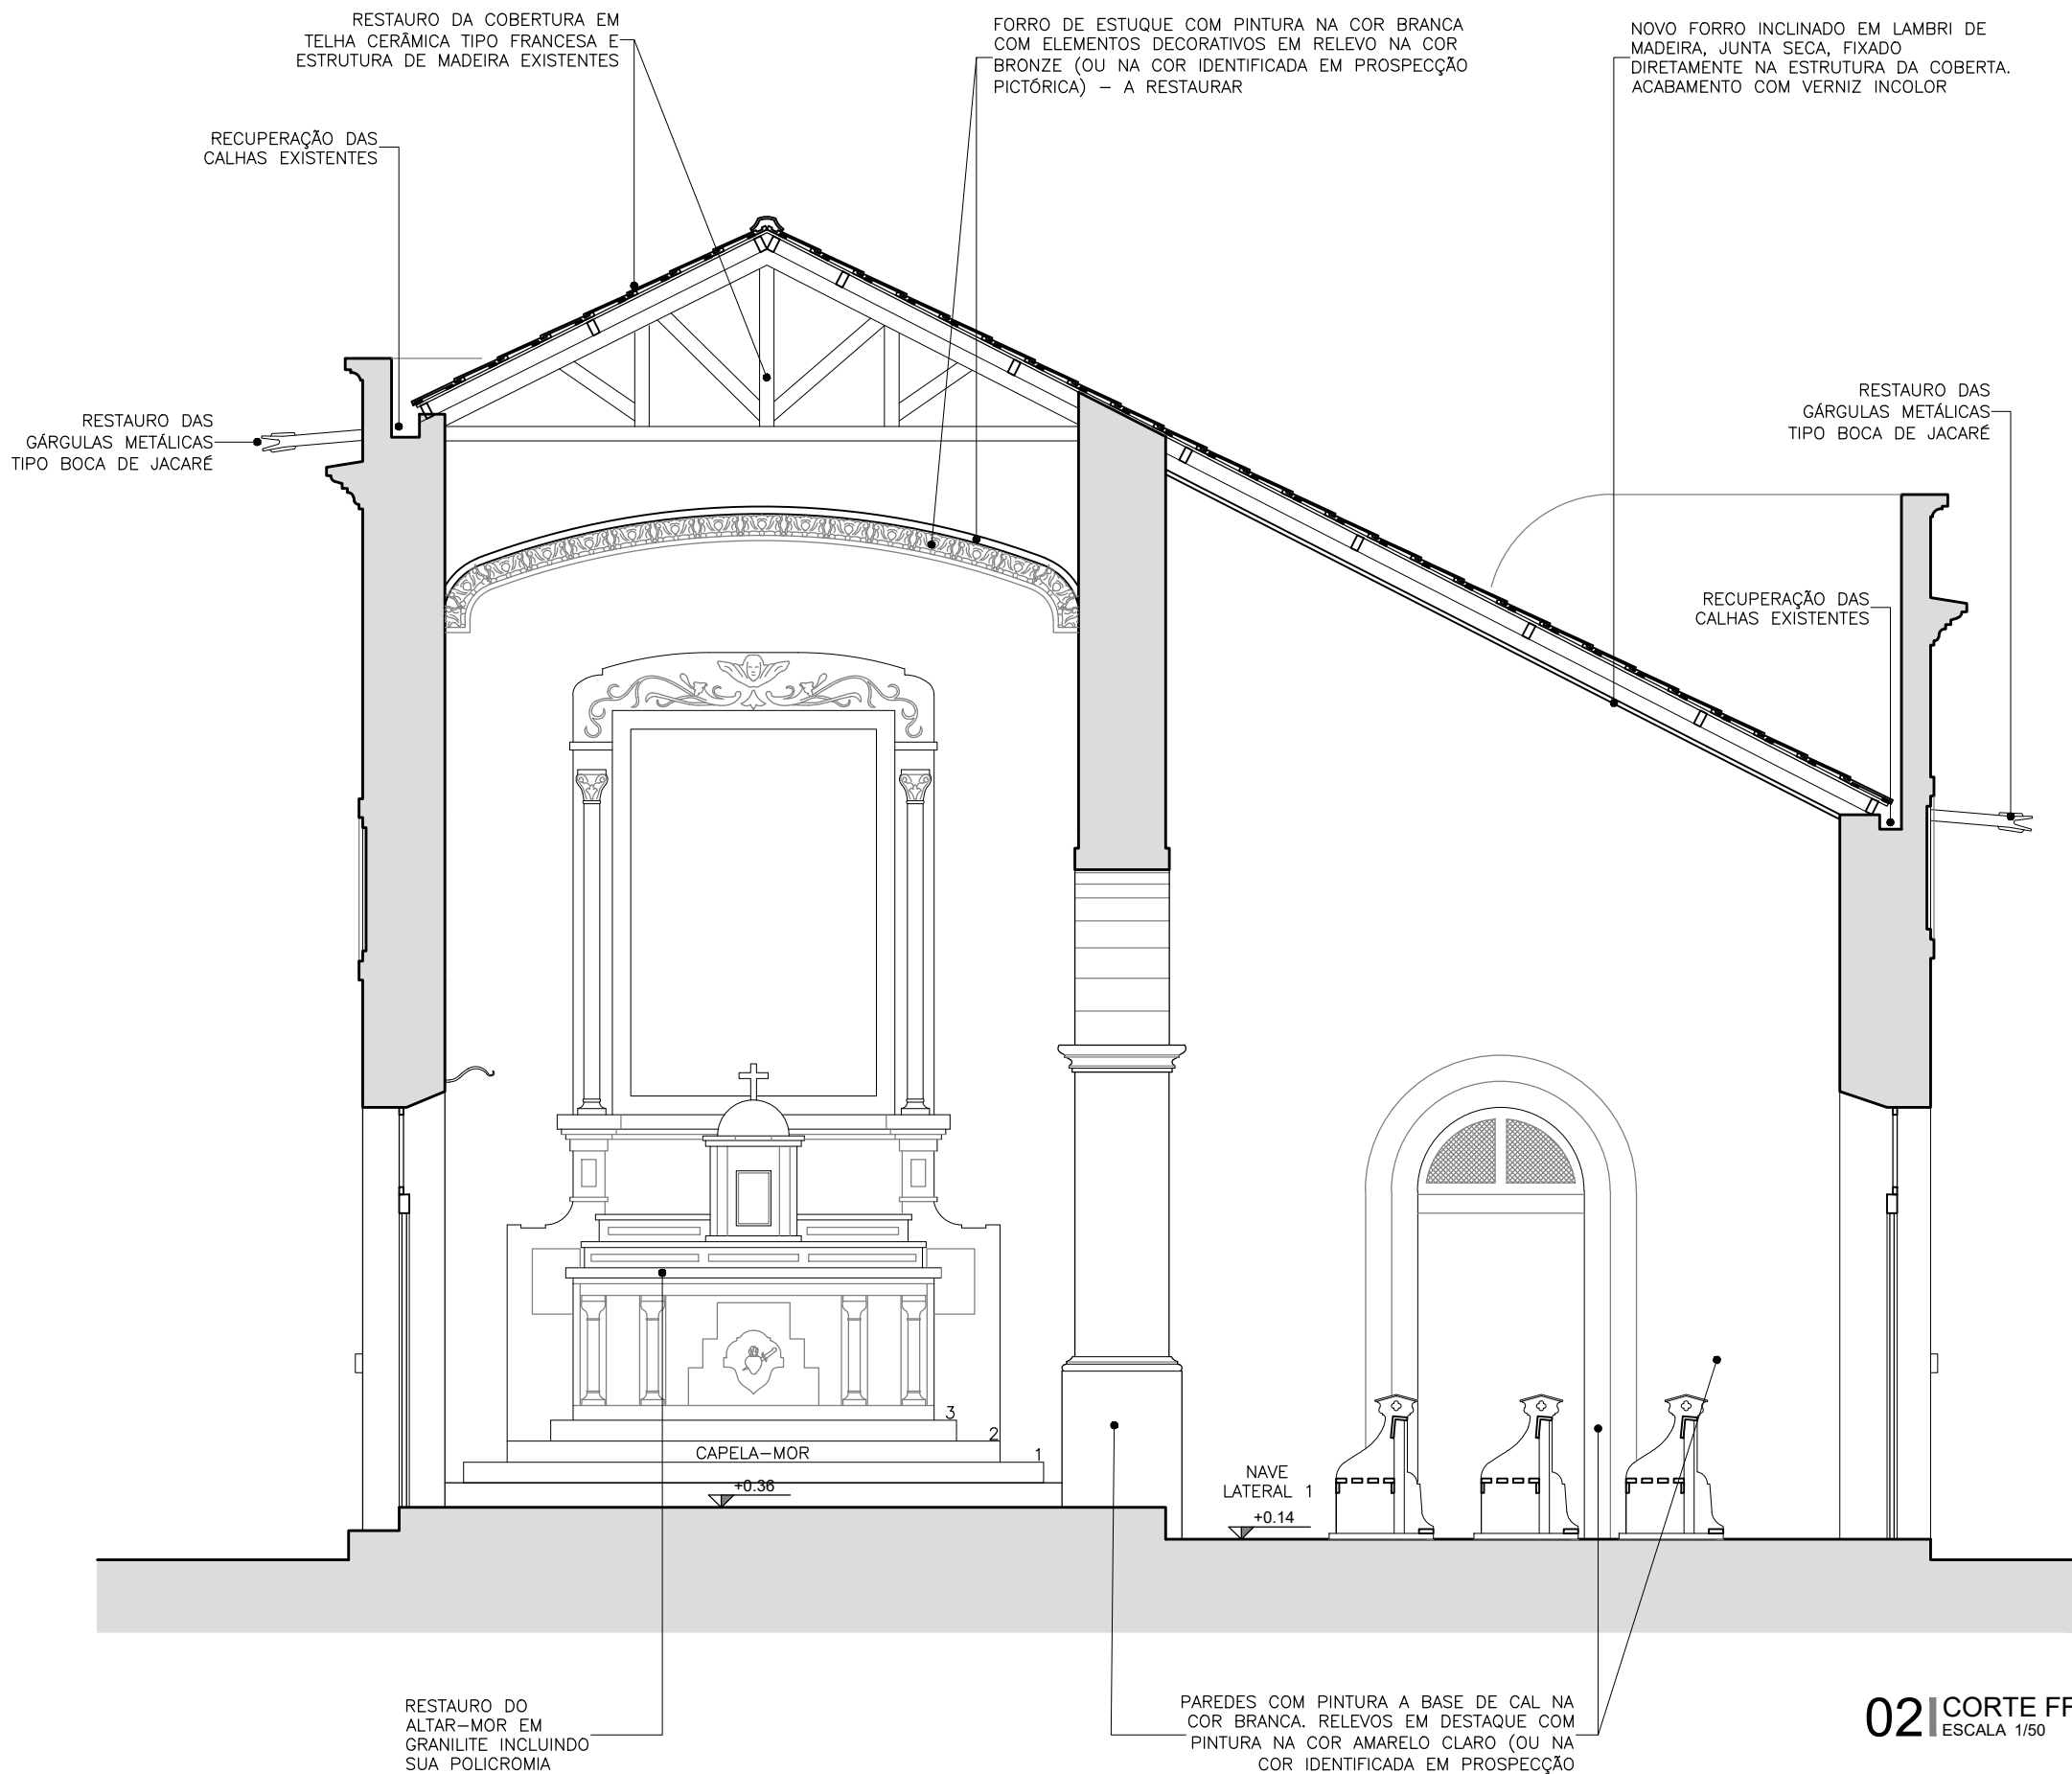 RESTAURO DA COBERTURA EM
TELHA CERÂMICA TIPO FRANCESA E
ESTRUTURA DE MADEIRA EXISTENTES
FORRO DE ESTUQUE COM PINTURA NA COR BRANCA
COM ELEMENTOS DECORATIVOS EM RELEVO NA COR
BRONZE (OU NA COR IDENTIFICADA EM PROSPECÇÃO
PICTÓRICA) – A RESTAURAR
NOVO FORRO INCLINADO EM LAMBRI DE
MADEIRA, JUNTA SECA, FIXADO
DIRETAMENTE NA ESTRUTURA DA COBERTA.
ACABAMENTO COM VERNIZ INCOLOR
RECUPERAÇÃO DAS
CALHAS EXISTENTES
RESTAURO DAS
GÁRGULAS METÁLICAS
TIPO BOCA DE JACARÉ
RESTAURO DAS
GÁRGULAS METÁLICAS
TIPO BOCA DE JACARÉ
RECUPERAÇÃO DAS
CALHAS EXISTENTES
3
2
1
CAPELA–MOR
+0.36
NAVE
LATERAL 1
+0.14
RESTAURO DO
ALTAR–MOR EM
GRANILITE INCLUINDO
SUA POLICROMIA
PAREDES COM PINTURA A BASE DE CAL NA
COR BRANCA. RELEVOS EM DESTAQUE COM
PINTURA NA COR AMARELO CLARO (OU NA
COR IDENTIFICADA EM PROSPECÇÃO
02 CORTE FF
ESCALA 1/50